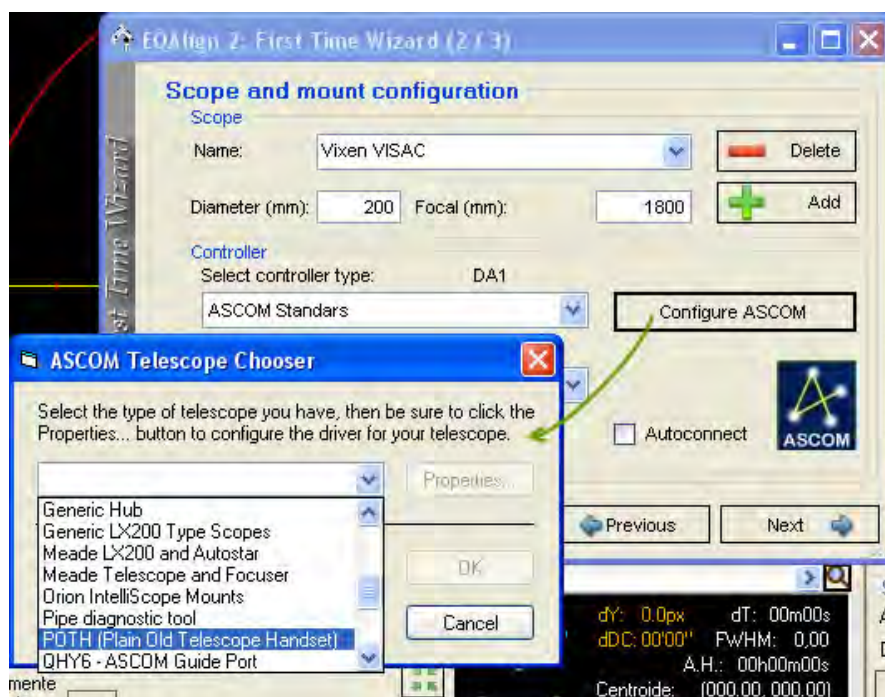 EQAlign 2: First Time Wizard (2 / 3)
Scope and mount configuration
Scope
Name: Vixen VISAC Delete
Diameter (mm): 200 Focal (mm): 1800 Add
Controller
Select controller type: DA1
ASCOM Standars Configure ASCOM
ASCOM Telescope Chooser
Select the type of telescope you have, then be sure to click the
Properties... button to configure the driver for your telescope.
Autoconnect
ASCOM
Properties...
Generic Hub
Generic LX200 Type Scopes
Meade LX200 and Autostar
Meade Telescope and Focuser
Orion IntelliScope Mounts
Pipe diagnostic tool
POTH (Plain Old Telescope Handset)
QHY6 - ASCOM Guide Port
OK
Cancel
Previous Next
dY: 0.0px dT: 00m00s
dDC: 00'00" FWHM: 0,00
A.H.: 00h00m00s
Centroide: (000.00, 000.00)
mente
st Time Wizard